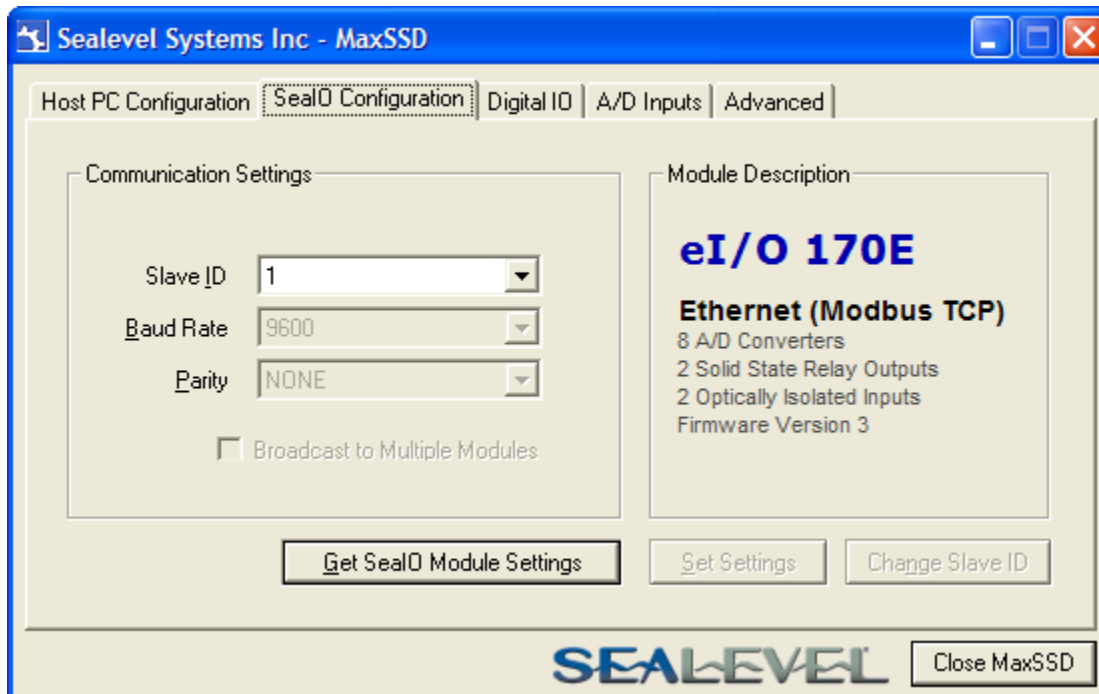 Sealevel Systems Inc - MaxSSD
Host PC Configuration
SeaIO Configuration
Digital IO
A/D Inputs
Advanced
Communication Settings
Slave ID
1
Baud Rate
9600
Parity
NONE
Broadcast to Multiple Modules
Module Description
eI/O 170E
Ethernet (Modbus TCP)
8 A/D Converters
2 Solid State Relay Outputs
2 Optically Isolated Inputs
Firmware Version 3
Get SeaIO Module Settings
Set Settings
Change Slave ID
SEALEVEL
Close MaxSSD